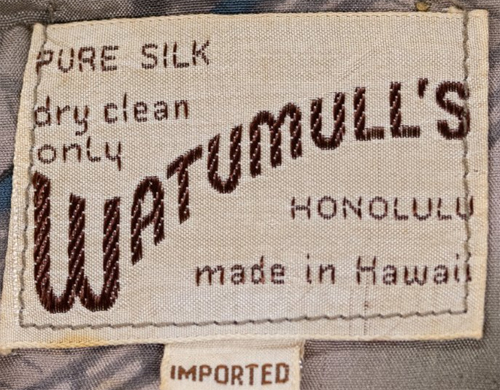 PURE SILK
dry clean
only
WATUMULL'S
HONOLULU
made in Hawaii
IMPORTED